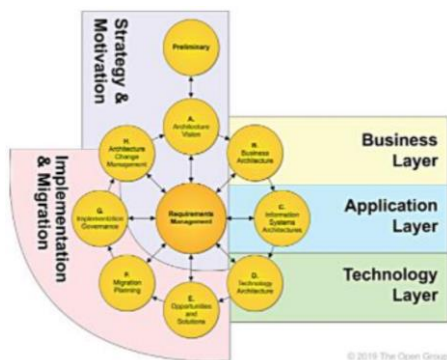 Strategy &
Motivation
Preliminary
A.
Architecture
Vision
H.
Architecture
Change
Management
B.
Business
Architecture
Business
Layer
Implementation
& Migration
G.
Implementation
Governance
Requirements
Management
C.
Information
Systems
Architectures
Application
Layer
F.
Migration
Planning
D.
Technology
Architecture
Technology
Layer
E.
Opportunities
and
Solutions
© 2019 The Open Group